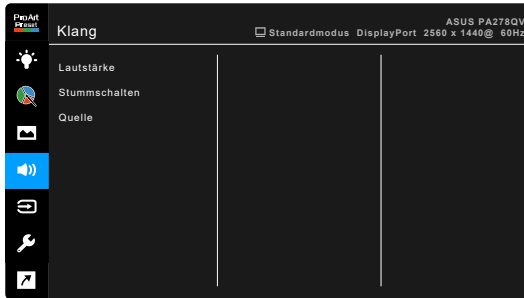 ProArt
Preset
Klang
ASUS PA278QV
Standardmodus DisplayPort 2560 x 1440@ 60Hz
Lautstärke
Stummschalten
Quelle